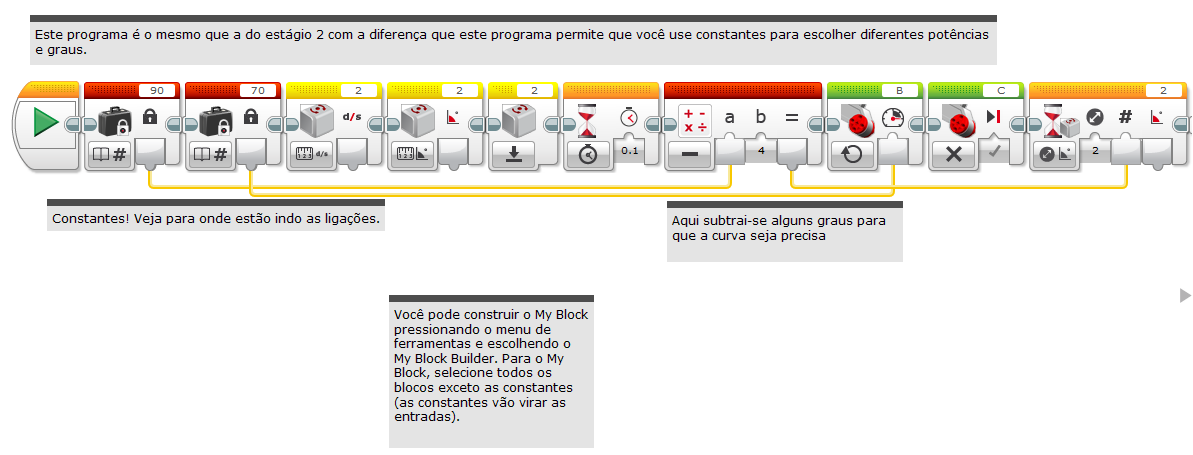 Este programa é o mesmo que a do estágio 2 com a diferença que este programa permite que você use constantes para escolher diferentes potências
e graus.
90 70 2 2 2 B C 2
d/s a b = #
# # 123 d/s 123 0.1 4 2
Constantes! Veja para onde estão indo as ligações.
Aqui subtrai-se alguns graus para
que a curva seja precisa
Você pode construir o My Block
pressionando o menu de
ferramentas e escolhendo o
My Block Builder. Para o My
Block, selecione todos os
blocos exceto as constantes
(as constantes vão virar as
entradas).